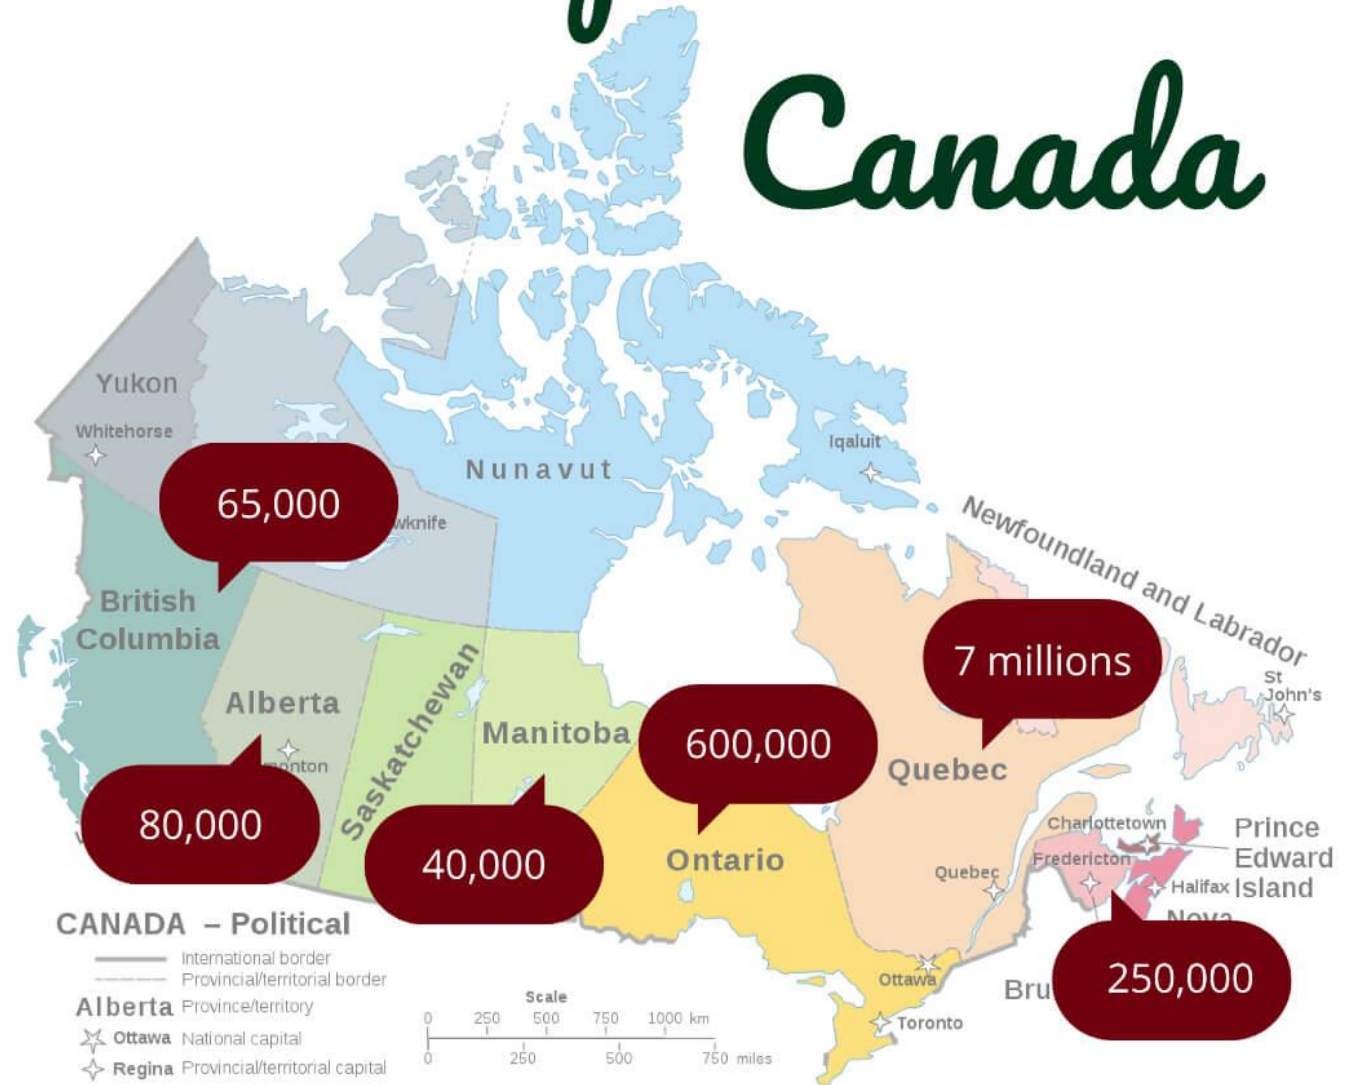 Canada
Yukon
Whitehorse
Nunavut
Iqaluit
65,000
wknife
Newfoundland and Labrador
British
Columbia
7 millions
St
John's
Alberta
monton
Saskatchewan
Manitoba
600,000
Quebec
80,000
40,000
Ontario
Charlottetown
Prince
Edward
Island
Fredericton
Quebec
Halifax
Nova
250,000
Bru
Ottawa
Toronto
CANADA – Political
International border
Provincial/territorial border
Alberta Province/territory
Ottawa National capital
Regina Provincial/territorial capital
Scale
0 250 500 750 1000 km
0 250 500 750 miles